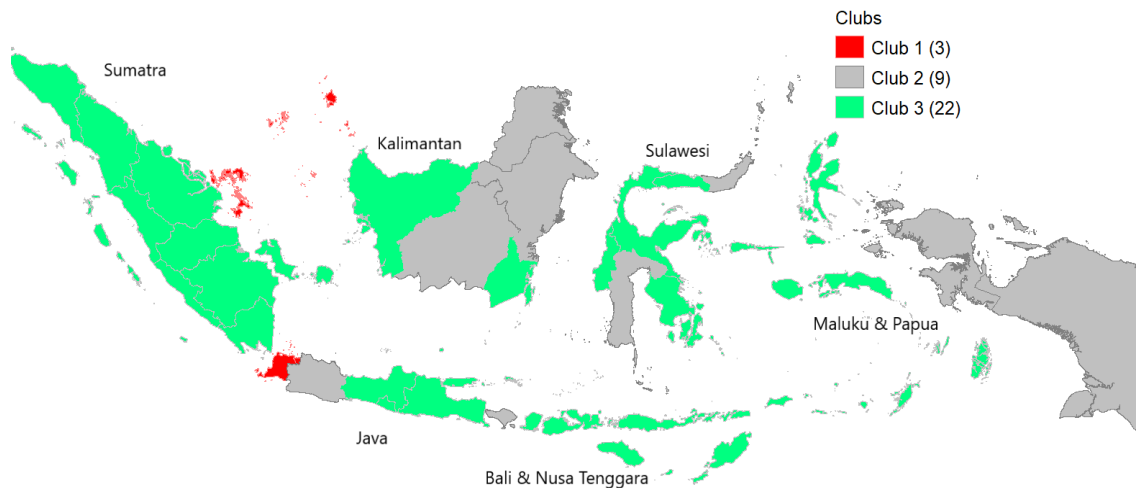 Clubs
Club 1 (3)
Club 2 (9)
Club 3 (22)
Sumatra
Kalimantan
Sulawesi
Maluku & Papua
Java
Bali & Nusa Tenggara